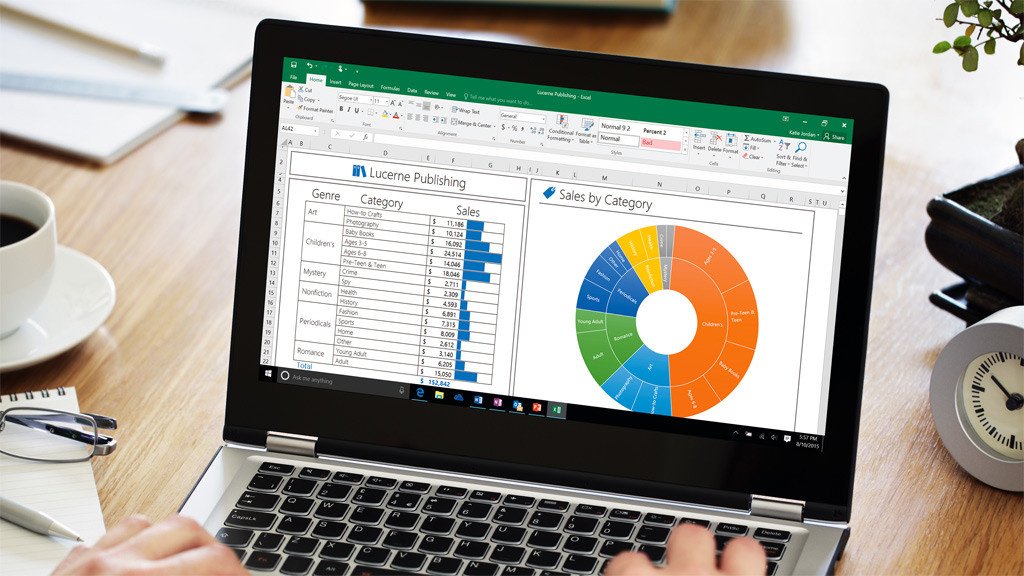 Lucerne Publishing - Excel
File Home Insert Page Layout Formulas Data Review View Tell me what you want to do...
Katie Jordan Share
Paste
Cut
Copy
Format Painter
Clipboard
Segoe UI 11
B I U
Font
Wrap Text
Merge & Center
Alignment
General
Number
Conditional Formatting
Format as Table
Normal 9 2 Percent 2
Normal Bad
Styles
Insert Delete Format
Cells
AutoSum
Fill
Clear
Sort & Filter
Find & Select
Editing
AL42
Lucerne Publishing
Genre Category Sales
Art How-to Crafts $ 11,186
Photography $ 10,124
Children's Baby Books $ 16,092
Ages 3-5 $ 24,514
Ages 6-8 $ 14,046
Pre-Teen & Teen $ 18,046
Mystery Crime $ 2,711
Spy $ 2,309
Nonfiction Health $ 4,593
History $ 6,891
Periodicals Fashion $ 7,315
Sports $ 8,009
Home $ 2,612
Other $ 3,140
Romance Young Adult $ 6,205
Adult $ 15,050
Total $ 152,842
Sales by Category
Ages 3-5
Pre-Teen & Teen
Baby Books
Ages 6-8
Children's
How-to Crafts
Photography
Art
Adult
Young Adult
Romance
Sports
Fashion
Other
Periodicals
Ask me anything
5:57 PM
8/10/2015
Esc
CapsLock